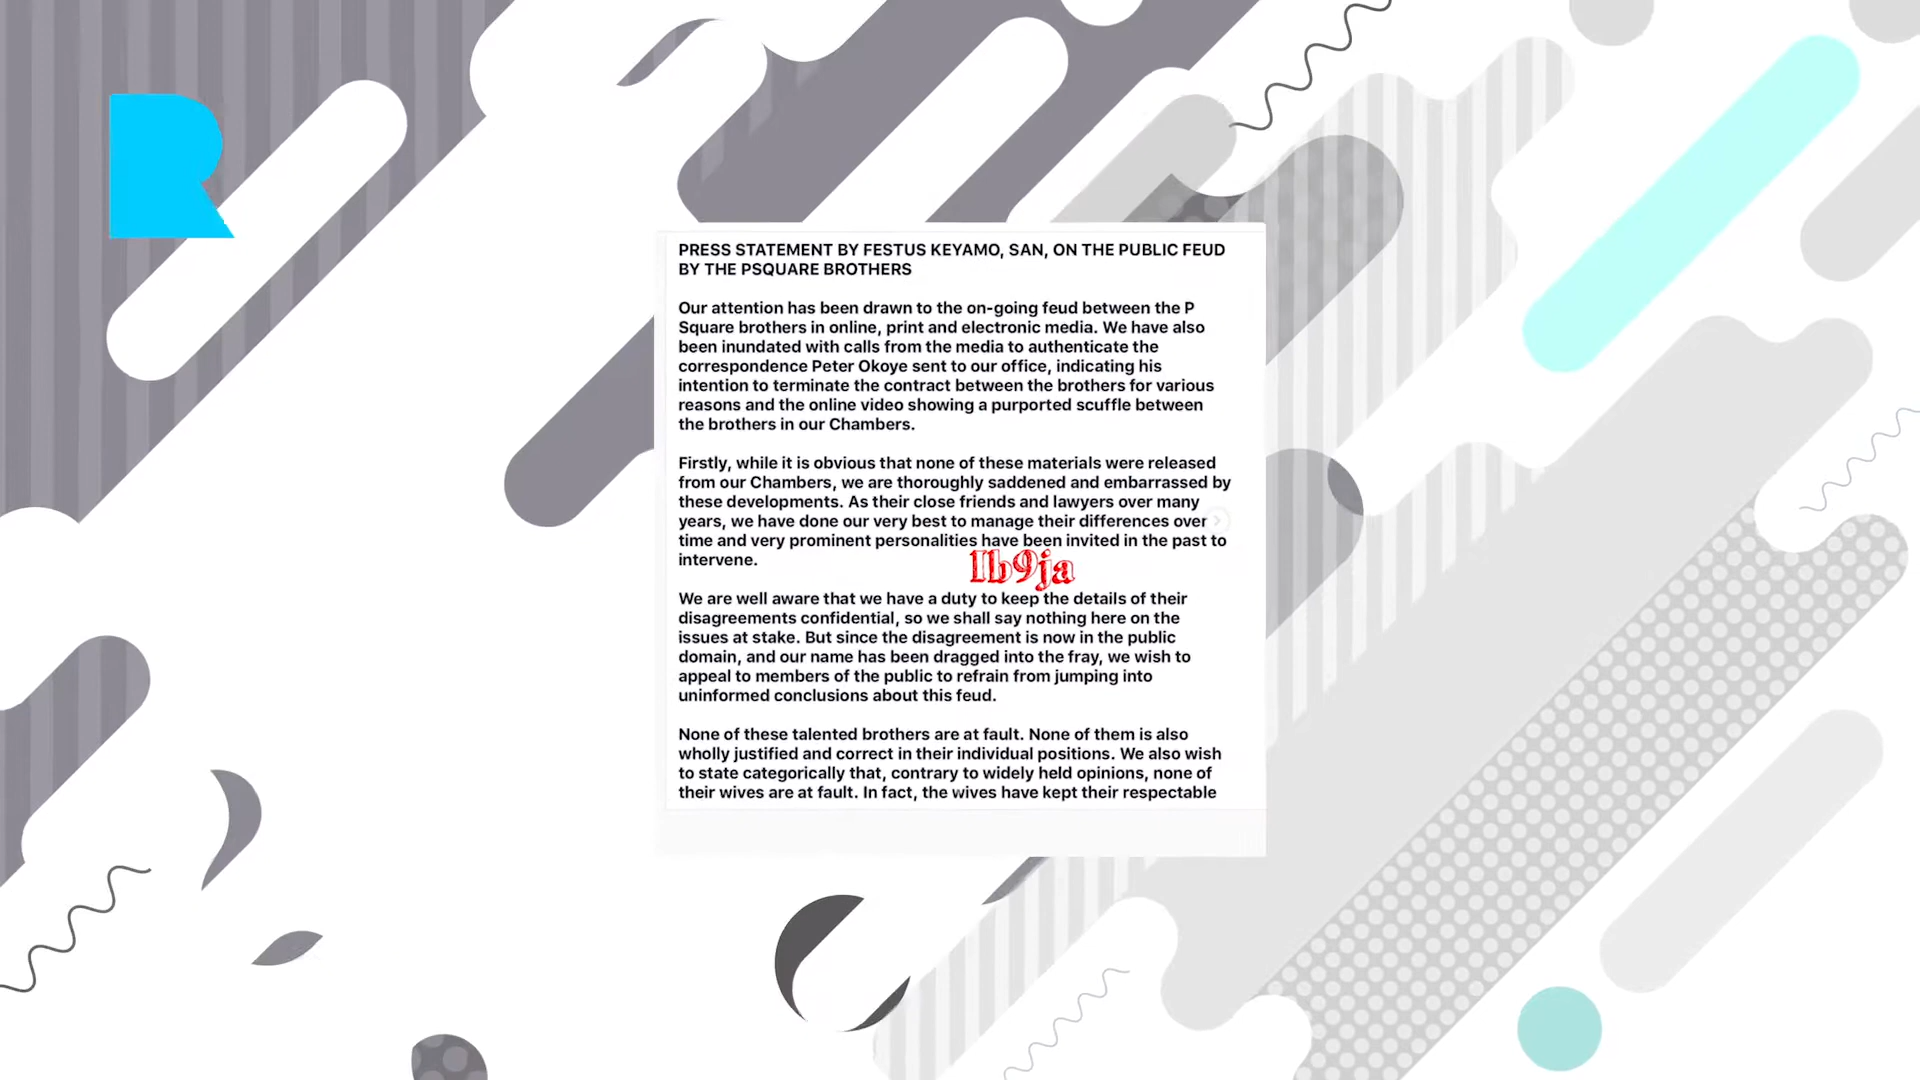 R
PRESS STATEMENT BY FESTUS KEYAMO, SAN, ON THE PUBLIC FEUD
BY THE PSQUARE BROTHERS
Our attention has been drawn to the on-going feud between the P
Square brothers in online, print and electronic media. We have also
been inundated with calls from the media to authenticate the
correspondence Peter Okoye sent to our office, indicating his
intention to terminate the contract between the brothers for various
reasons and the online video showing a purported scuffle between
the brothers in our Chambers.
Firstly, while it is obvious that none of these materials were released
from our Chambers, we are thoroughly saddened and embarrassed by
these developments. As their close friends and lawyers over many
years, we have done our very best to manage their differences over
time and very prominent personalities have been invited in the past to
intervene.
Ib9ja
We are well aware that we have a duty to keep the details of their
disagreements confidential, so we shall say nothing here on the
issues at stake. But since the disagreement is now in the public
domain, and our name has been dragged into the fray, we wish to
appeal to members of the public to refrain from jumping into
uninformed conclusions about this feud.
None of these talented brothers are at fault. None of them is also
wholly justified and correct in their individual positions. We also wish
to state categorically that, contrary to widely held opinions, none of
their wives are at fault. In fact, the wives have kept their respectable